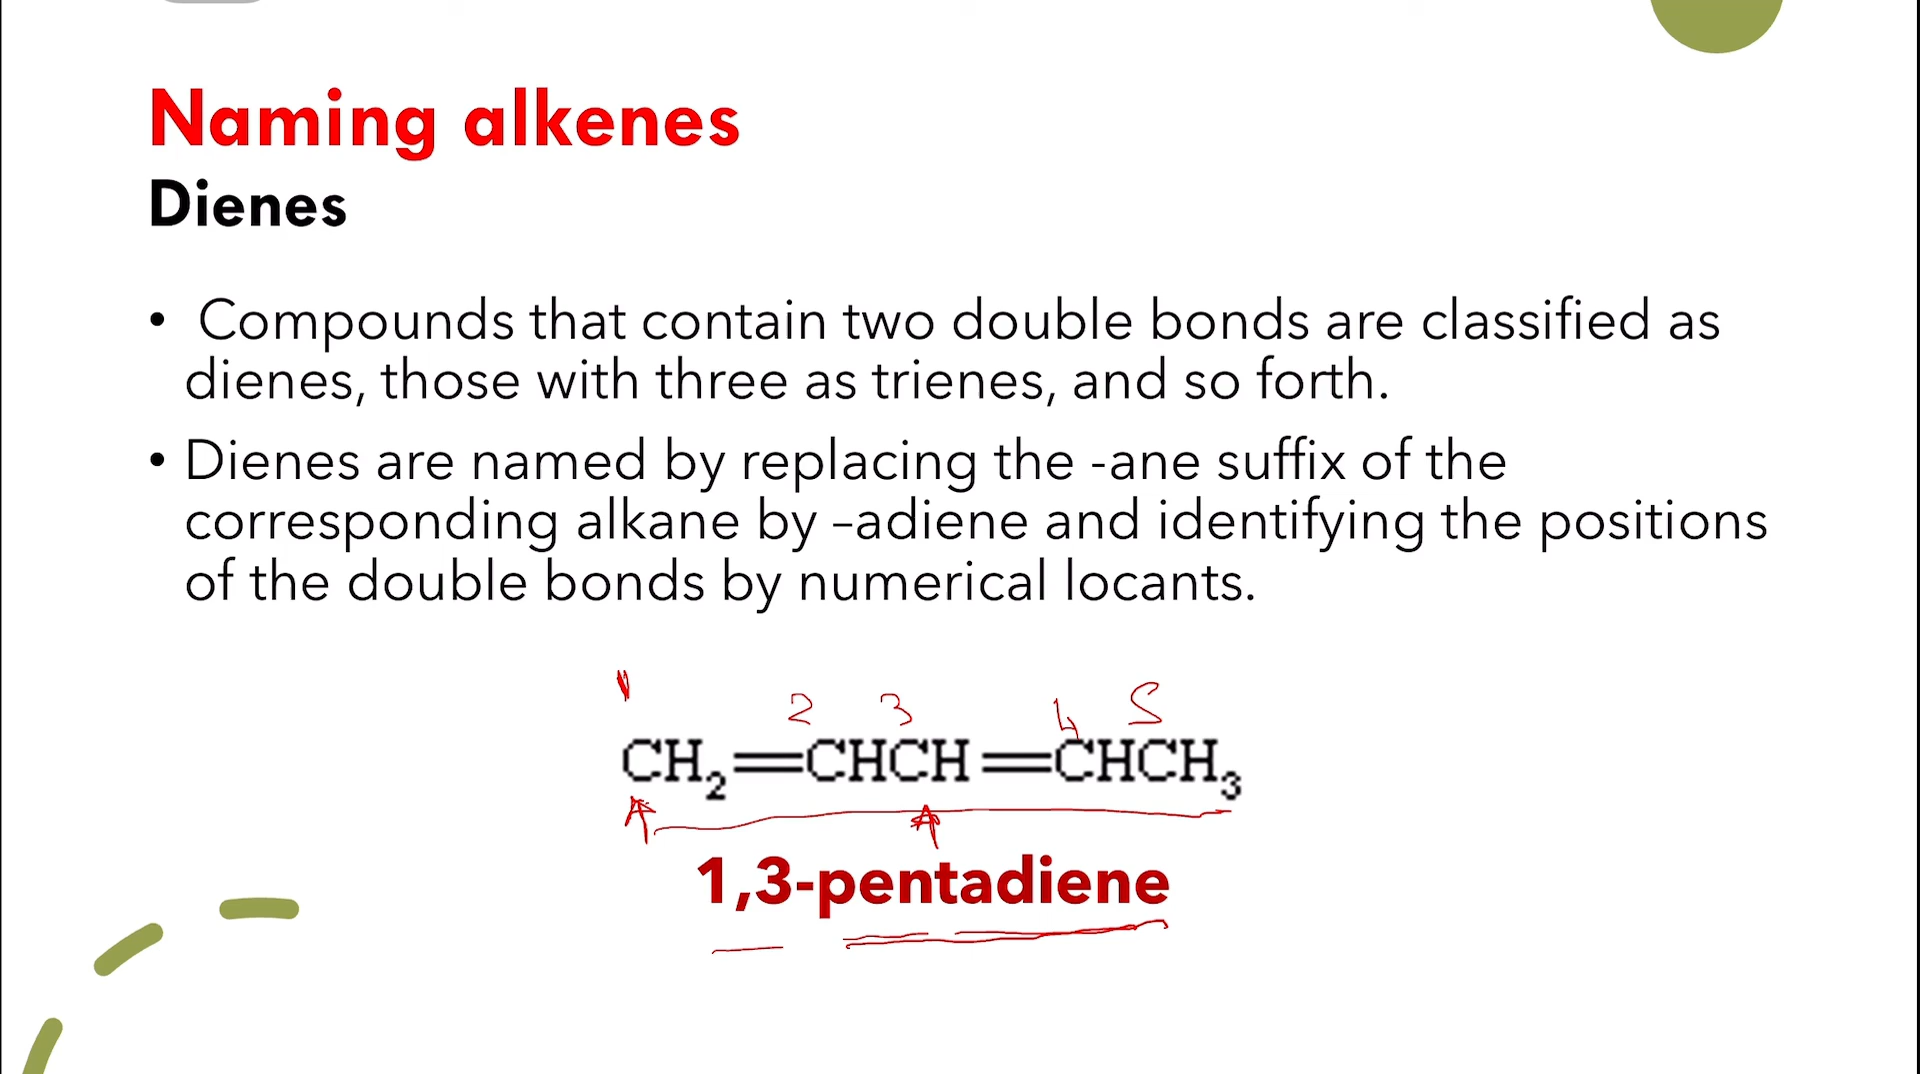 Naming alkenes
Dienes
• Compounds that contain two double bonds are classified as
dienes, those with three as trienes, and so forth.
• Dienes are named by replacing the -ane suffix of the
corresponding alkane by –adiene and identifying the positions
of the double bonds by numerical locants.
1 2 3 4 5
CH₂═CHCH═CHCH₃
1,3-pentadiene